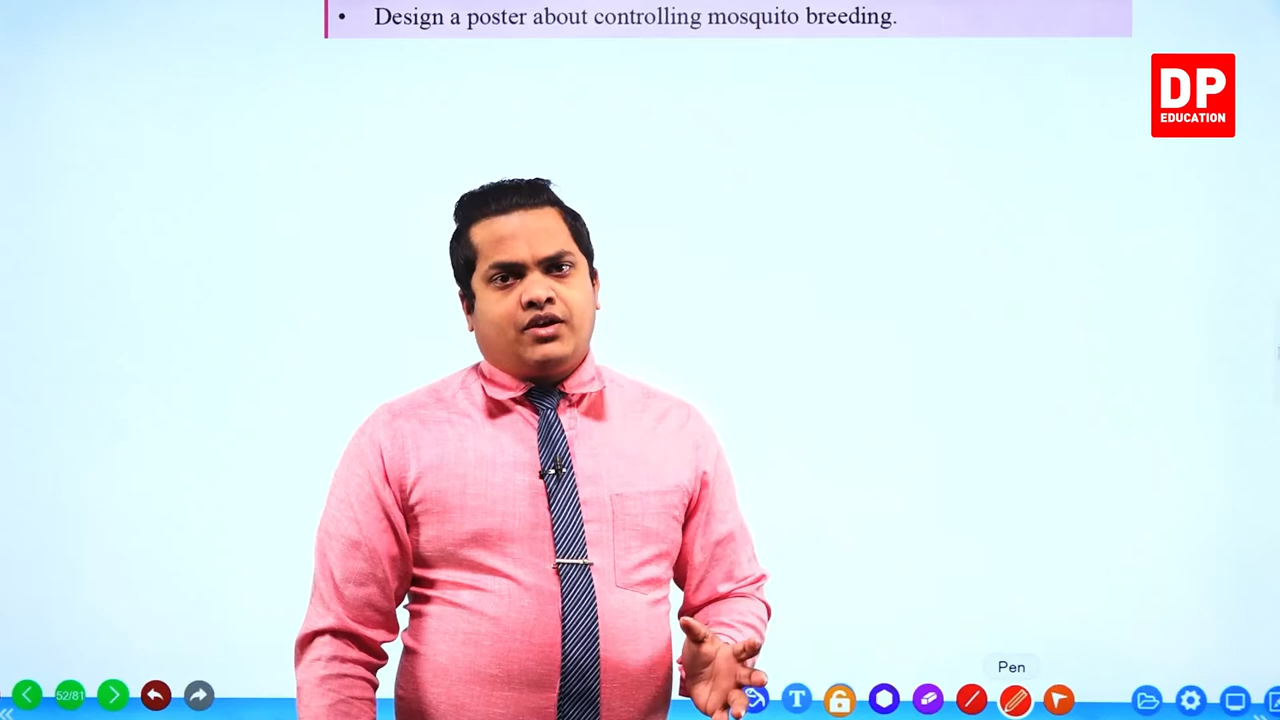 • Design a poster about controlling mosquito breeding.
DP
EDUCATION
Pen
52/81
T